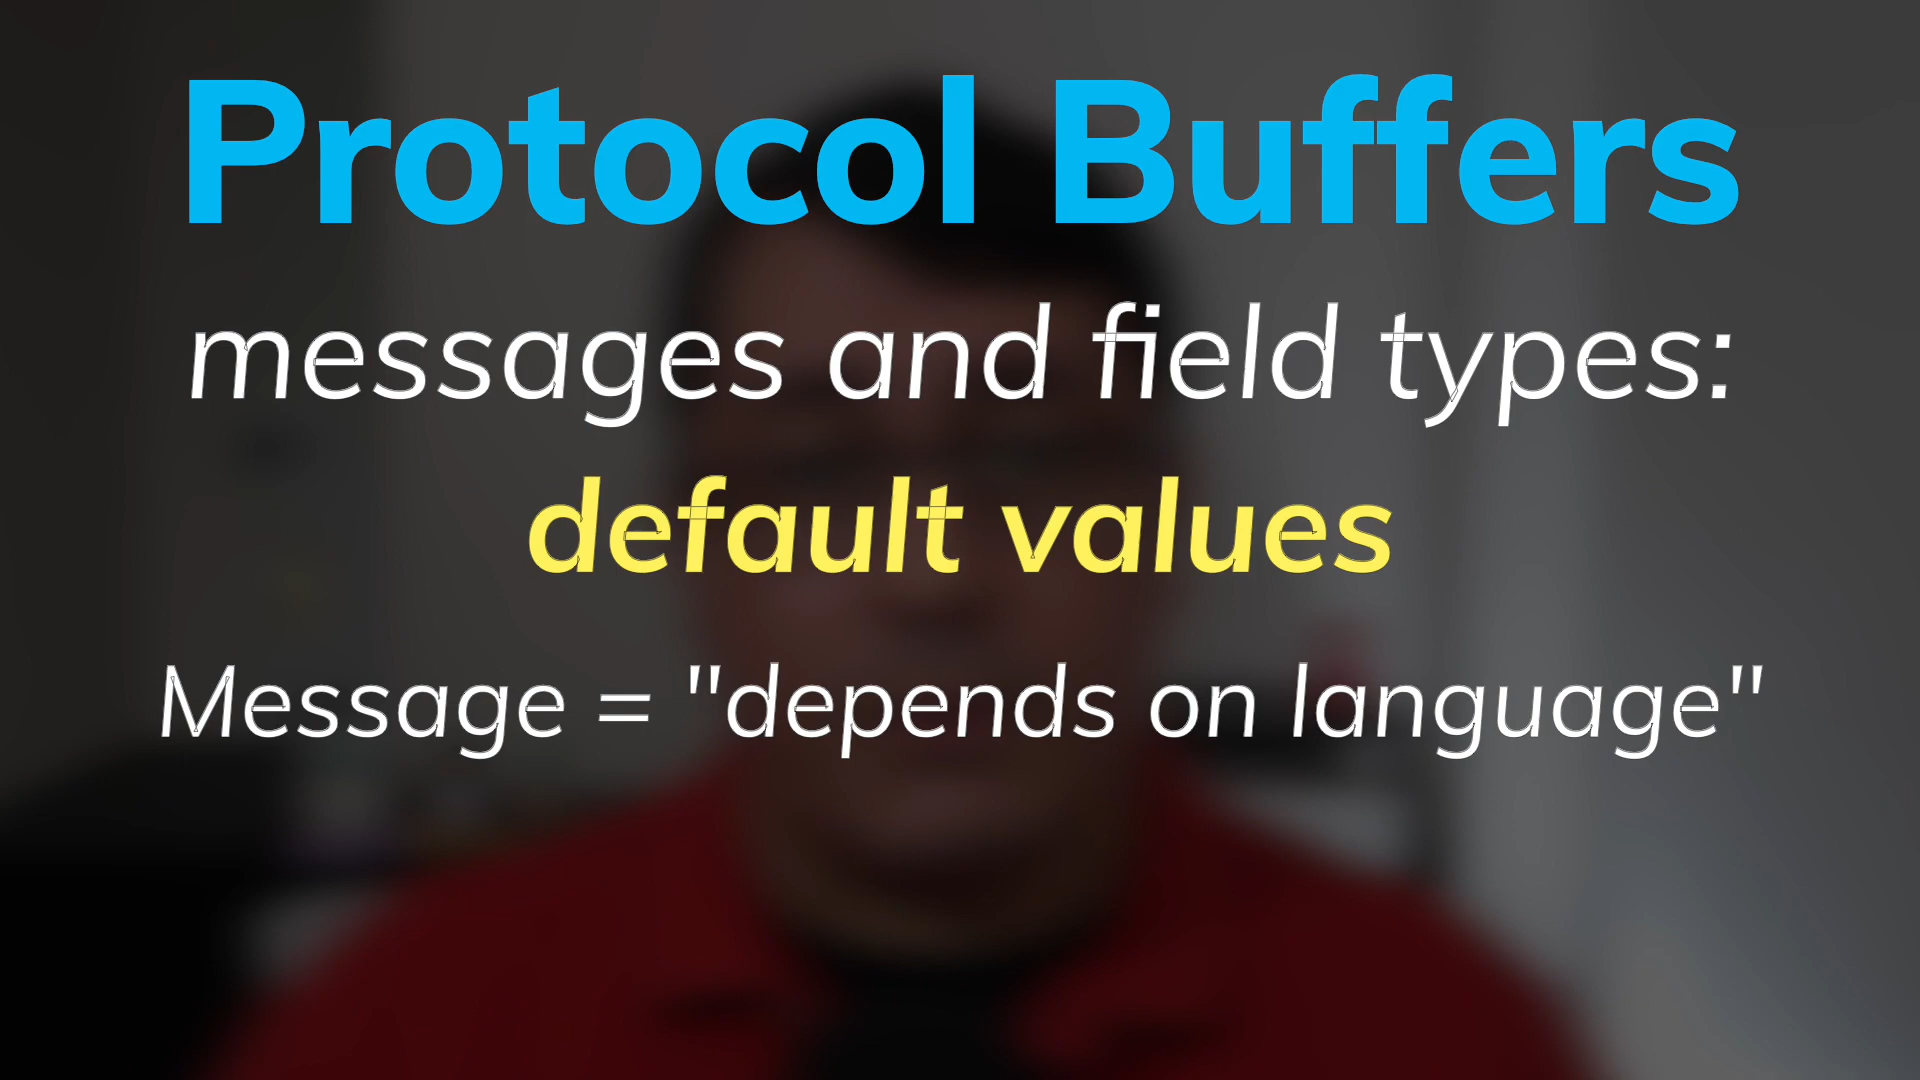 Protocol Buffers
messages and field types:
default values
Message = "depends on language"